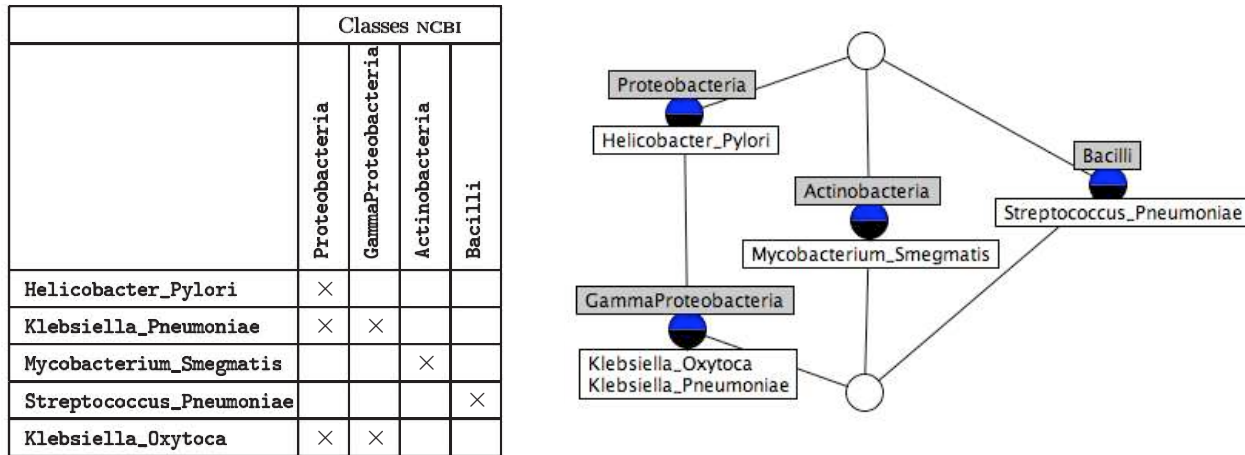 Classes NCBI
Proteobacteria
GammaProteobacteria
Actinobacteria
Bacilli
Helicobacter_Pylori ×
Klebsiella_Pneumoniae × ×
Mycobacterium_Smegmatis ×
Streptococcus_Pneumoniae ×
Klebsiella_Oxytoca × ×
Proteobacteria
Helicobacter_Pylori
Bacilli
Streptococcus_Pneumoniae
Actinobacteria
Mycobacterium_Smegmatis
GammaProteobacteria
Klebsiella_Oxytoca
Klebsiella_Pneumoniae